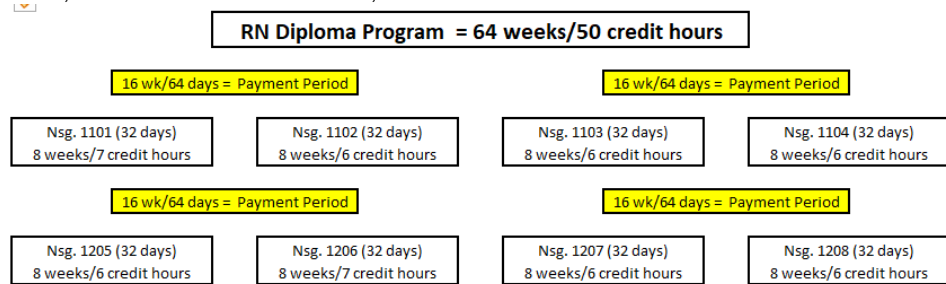 RN Diploma Program = 64 weeks/50 credit hours
16 wk/64 days = Payment Period
16 wk/64 days = Payment Period
Nsg. 1101 (32 days)
8 weeks/7 credit hours
Nsg. 1102 (32 days)
8 weeks/6 credit hours
Nsg. 1103 (32 days)
8 weeks/6 credit hours
Nsg. 1104 (32 days)
8 weeks/6 credit hours
16 wk/64 days = Payment Period
16 wk/64 days = Payment Period
Nsg. 1205 (32 days)
8 weeks/6 credit hours
Nsg. 1206 (32 days)
8 weeks/7 credit hours
Nsg. 1207 (32 days)
8 weeks/6 credit hours
Nsg. 1208 (32 days)
8 weeks/6 credit hours